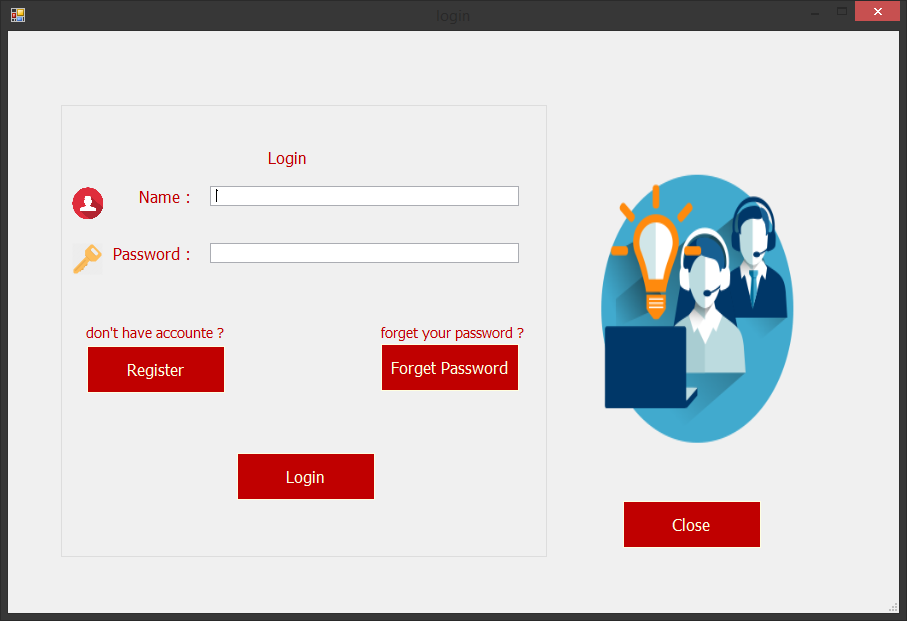 login
Login
Name :
Password :
don't have accounte ?
forget your password ?
Register
Forget Password
Login
Close